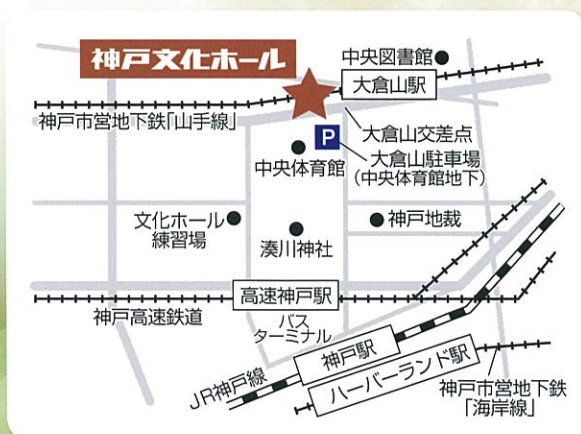 神戸文化ホール
中央図書館
大倉山駅
神戸市営地下鉄「山手線」
P
大倉山交差点
中央体育館
大倉山駐車場
(中央体育館地下)
文化ホール
練習場
神戸地裁
湊川神社
高速神戸駅
神戸高速鉄道
バス
ターミナル
神戸駅
JR神戸線
ハーバーランド駅
神戸市営地下鉄
「海岸線」